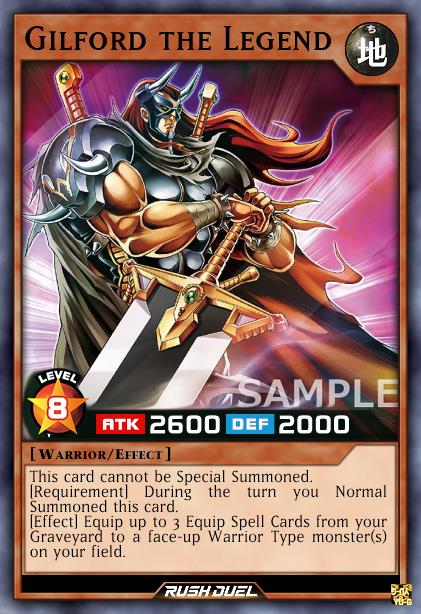 GILFORD THE LEGEND
ち
地
SAMPLE
LEVEL
8
ATK 2600 DEF 2000
[ WARRIOR/EFFECT ]
This card cannot be Special Summoned.
[Requirement] During the turn you Normal
Summoned this card.
[Effect] Equip up to 3 Equip Spell Cards from your
Graveyard to a face-up Warrior Type monster(s)
on your field.
RUSH DUEL